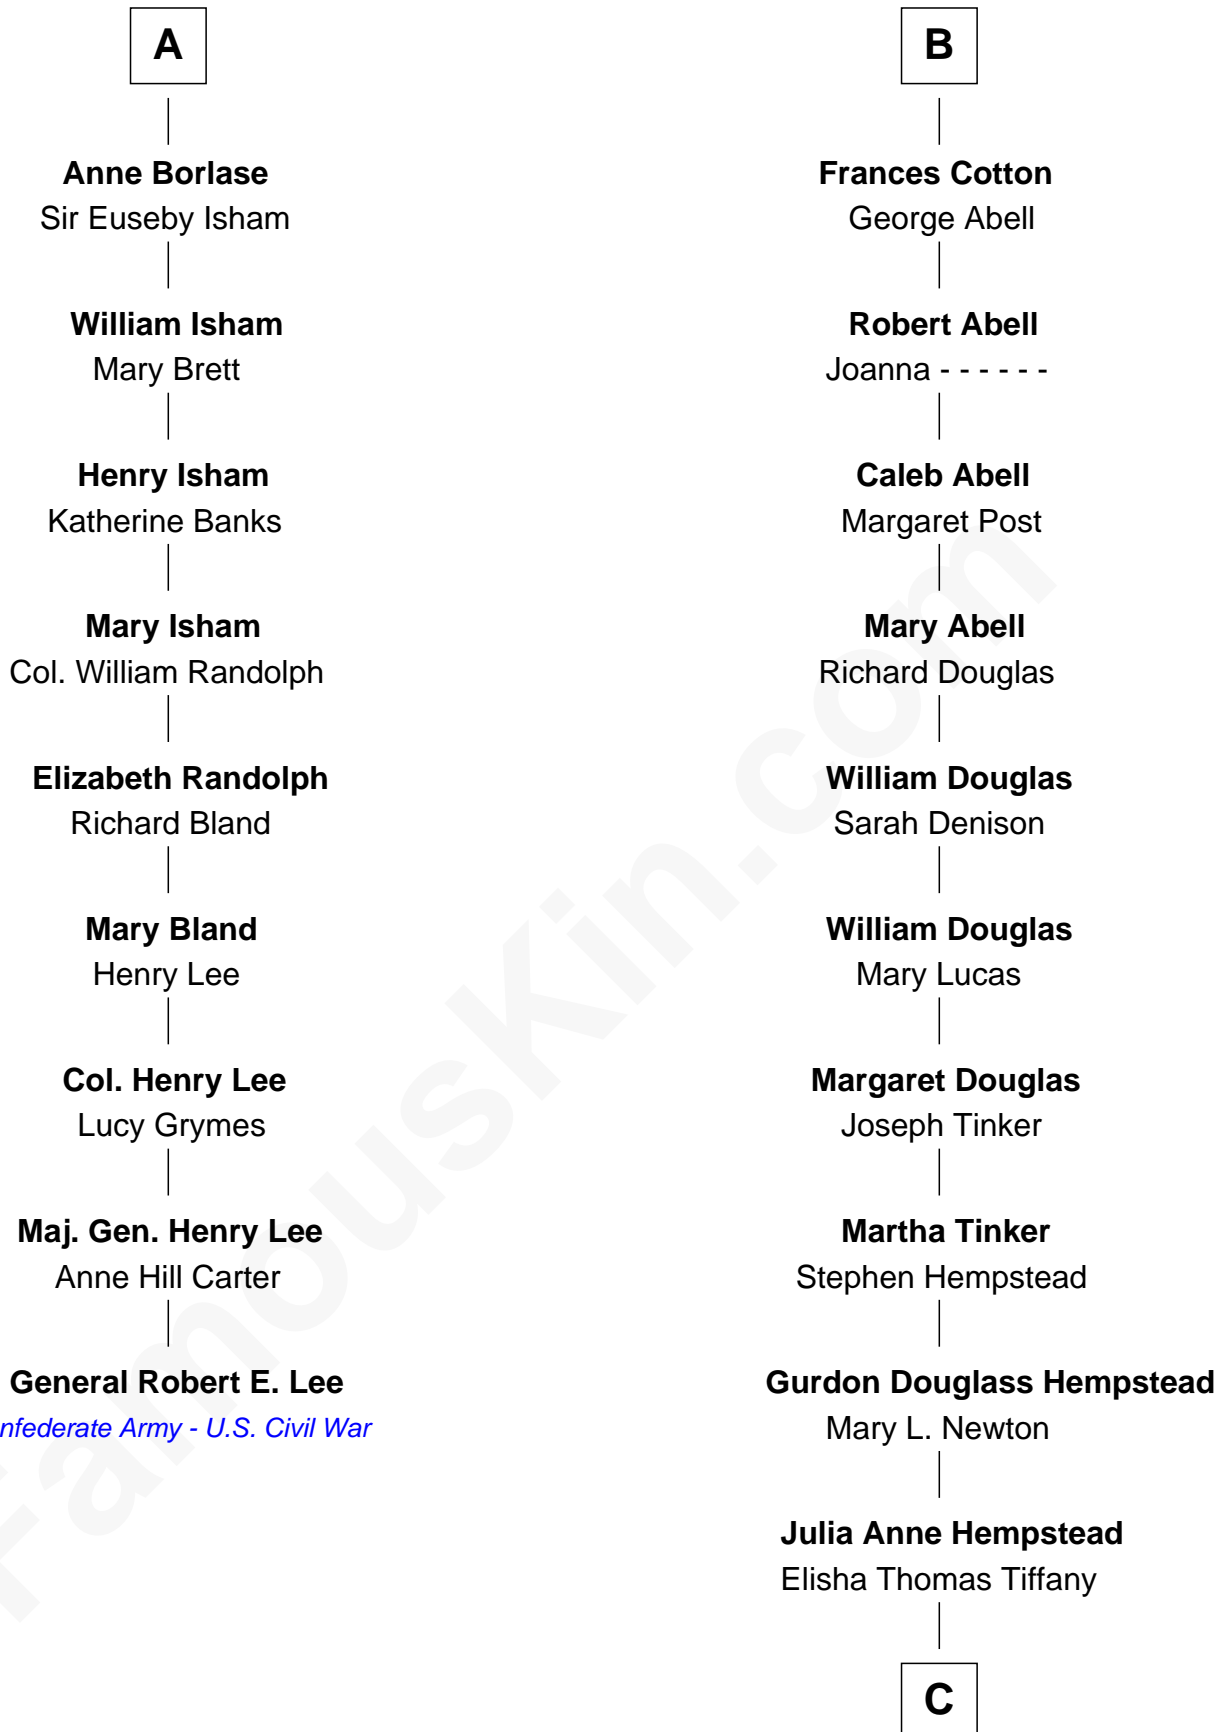 A
Anne Borlase
Sir Euseby Isham
William Isham
Mary Brett
Henry Isham
Katherine Banks
Mary Isham
Col. William Randolph
Elizabeth Randolph
Richard Bland
Mary Bland
Henry Lee
Col. Henry Lee
Lucy Grymes
Maj. Gen. Henry Lee
Anne Hill Carter
General Robert E. Lee
nfederate Army - U.S. Civil War
B
Frances Cotton
George Abell
Robert Abell
Joanna - - - - - -
Caleb Abell
Margaret Post
Mary Abell
Richard Douglas
William Douglas
Sarah Denison
William Douglas
Mary Lucas
Margaret Douglas
Joseph Tinker
Martha Tinker
Stephen Hempstead
Gurdon Douglass Hempstead
Mary L. Newton
Julia Anne Hempstead
Elisha Thomas Tiffany
C
FamousKin.com